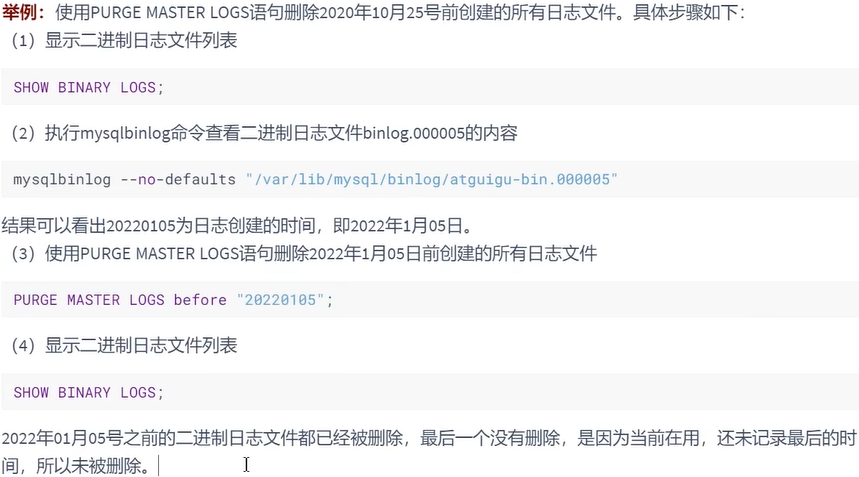 举例：使用PURGE MASTER LOGS语句删除2020年10月25号前创建的所有日志文件。具体步骤如下：
（1）显示二进制日志文件列表
SHOW BINARY LOGS;
（2）执行mysqlbinlog命令查看二进制日志文件binlog.000005的内容
mysqlbinlog --no-defaults "/var/lib/mysql/binlog/atguigu-bin.000005"
结果可以看出20220105为日志创建的时间，即2022年1月05日。
（3）使用PURGE MASTER LOGS语句删除2022年1月05日前创建的所有日志文件
PURGE MASTER LOGS before "20220105";
（4）显示二进制日志文件列表
SHOW BINARY LOGS;
2022年01月05号之前的二进制日志文件都已经被删除，最后一个没有删除，是因为当前在用，还未记录最后的时
间，所以未被删除。